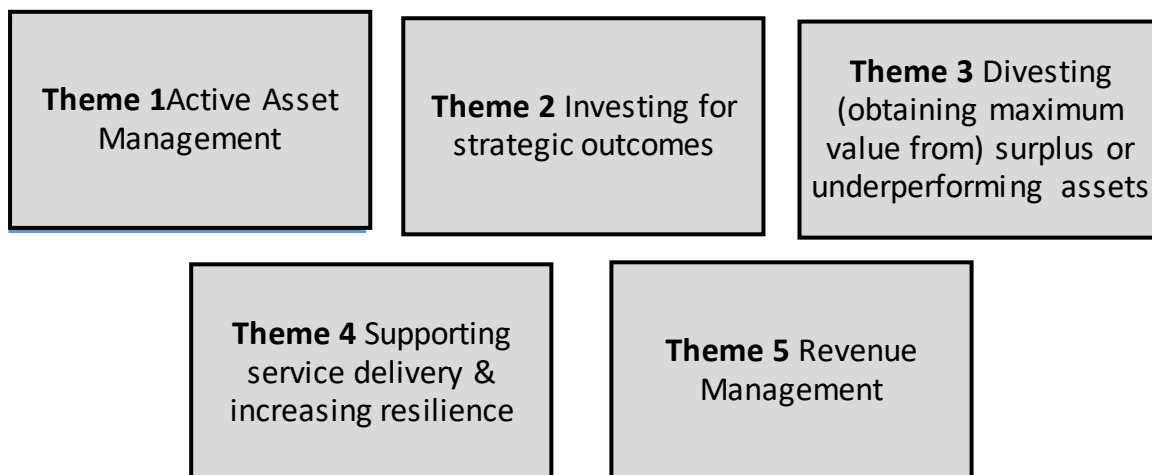 Theme 1Active Asset
Management
Theme 2 Investing for
strategic outcomes
Theme 3 Divesting
(obtaining maximum
value from) surplus or
underperforming assets
Theme 4 Supporting
service delivery &
increasing resilience
Theme 5 Revenue
Management